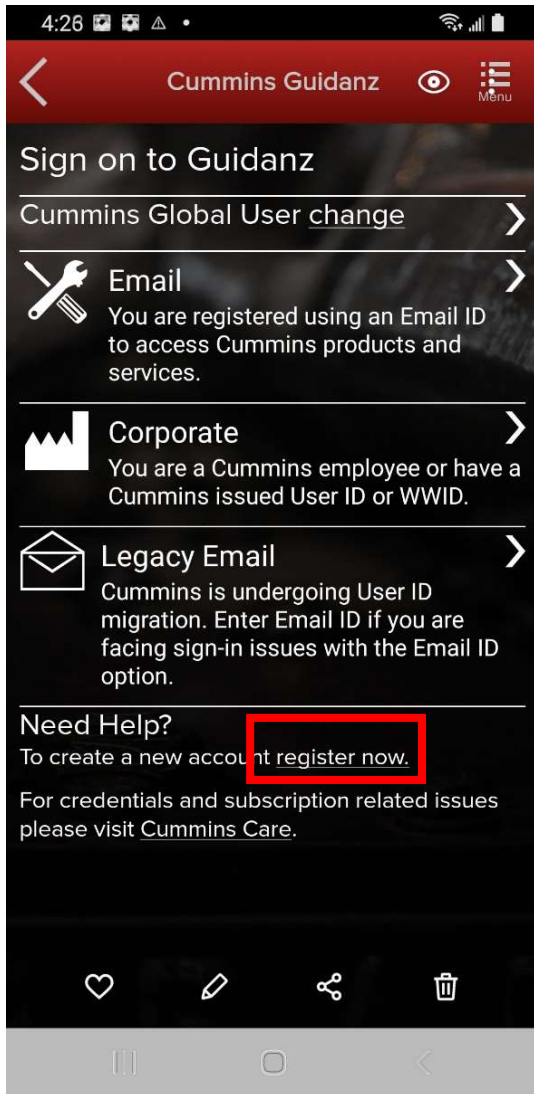 4:26
Cummins Guidanz
Menu
Sign on to Guidanz
Cummins Global User change
Email
You are registered using an Email ID
to access Cummins products and
services.
Corporate
You are a Cummins employee or have a
Cummins issued User ID or WWID.
Legacy Email
Cummins is undergoing User ID
migration. Enter Email ID if you are
facing sign-in issues with the Email ID
option.
Need Help?
To create a new account register now.
For credentials and subscription related issues
please visit Cummins Care.